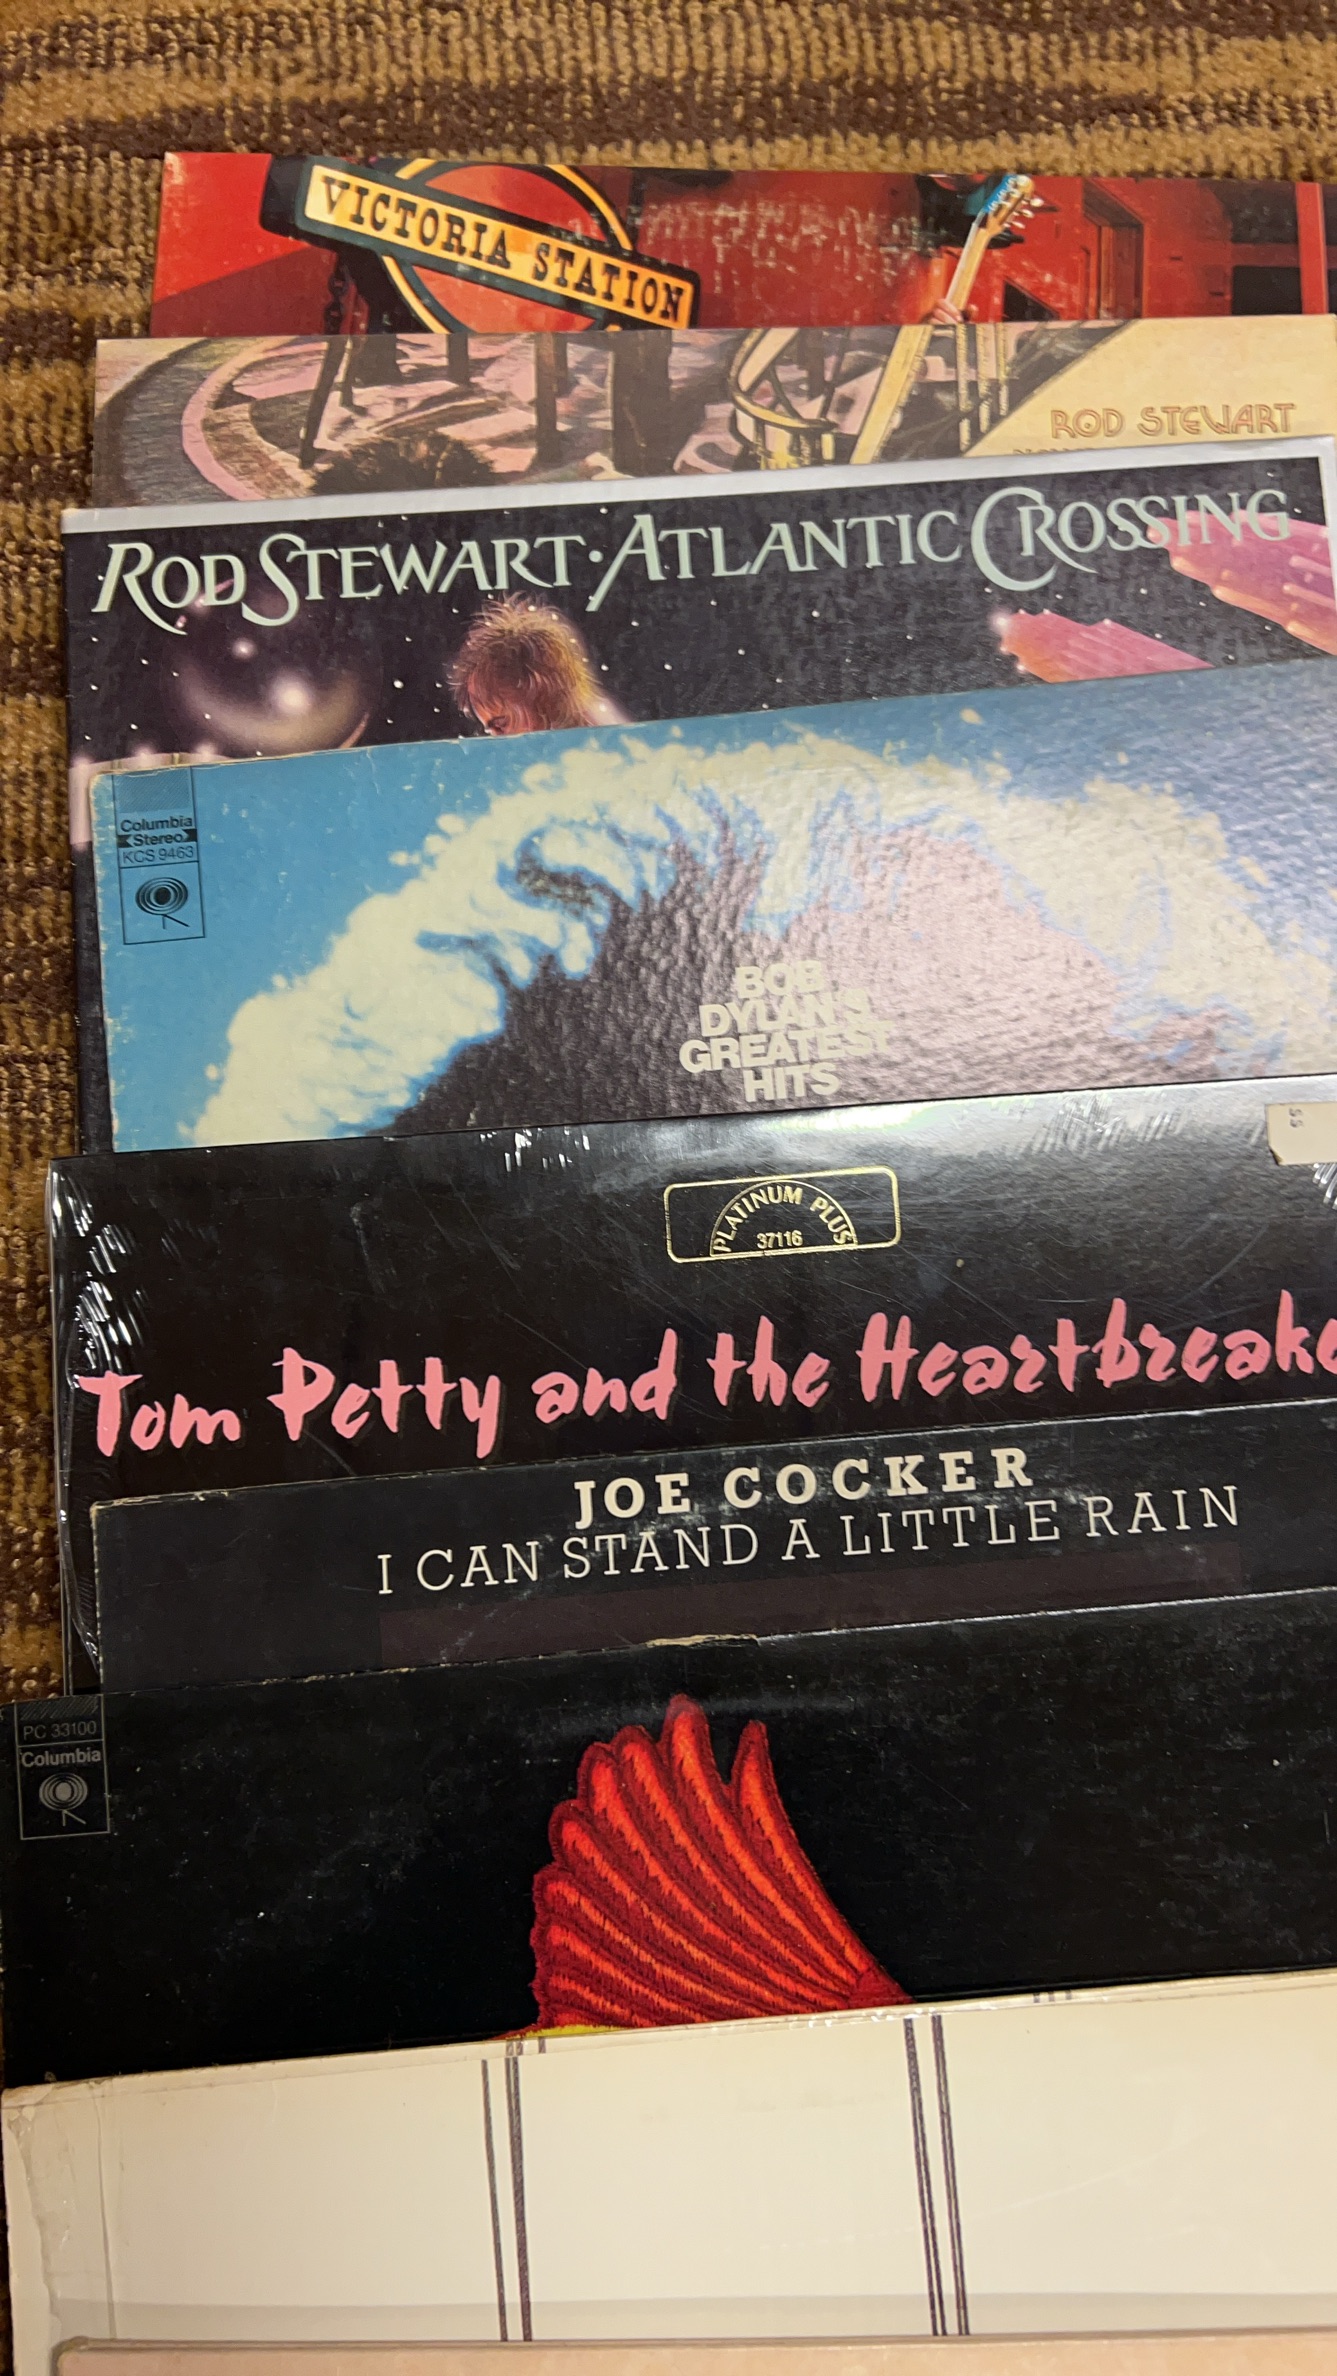 VICTORIA STATION
ROD STEWART
ROD STEWART · ATLANTIC CROSSING
Columbia
Stereo
KCS 9463
BOB
DYLAN'S
GREATEST
HITS
55
PLATINUM PLUS
37116
Tom Petty and the Heartbreake
JOE COCKER
I CAN STAND A LITTLE RAIN
PC 33100
Columbia